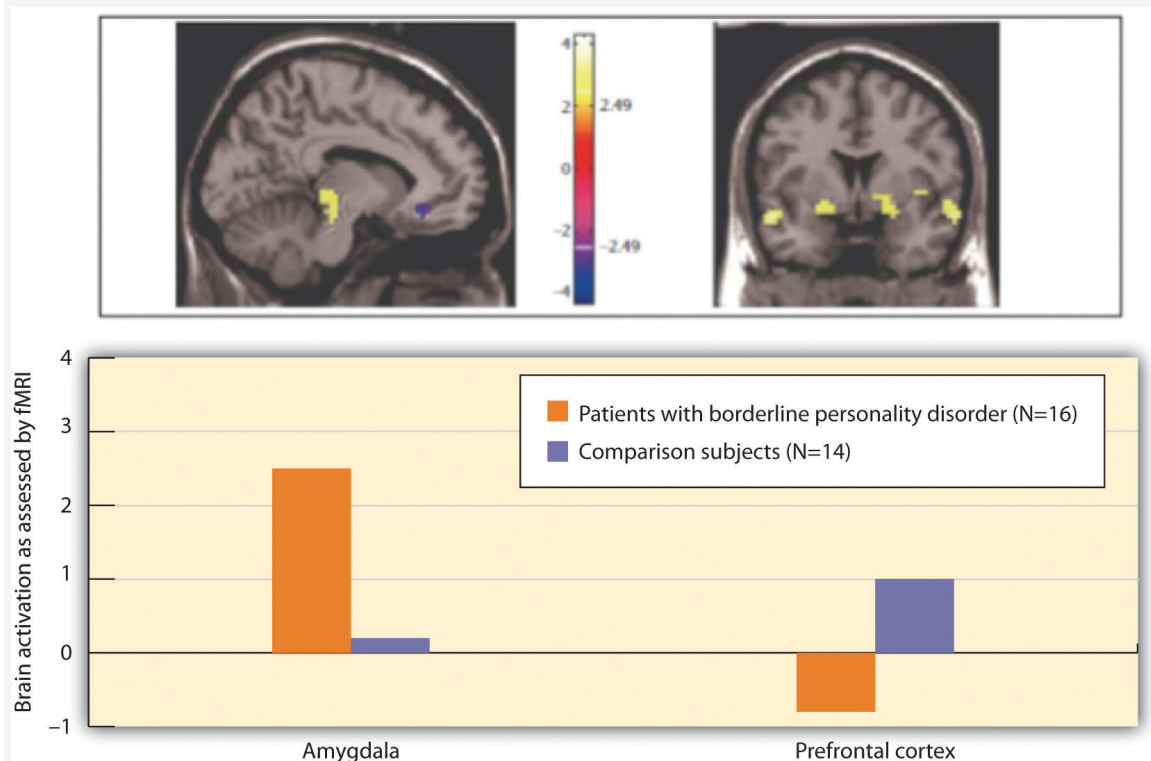 4
2
2.49
0
−2
−2.49
−4
Brain activation as assessed by fMRI
4
3
2
1
0
−1
Patients with borderline personality disorder (N=16)
Comparison subjects (N=14)
Amygdala
Prefrontal cortex